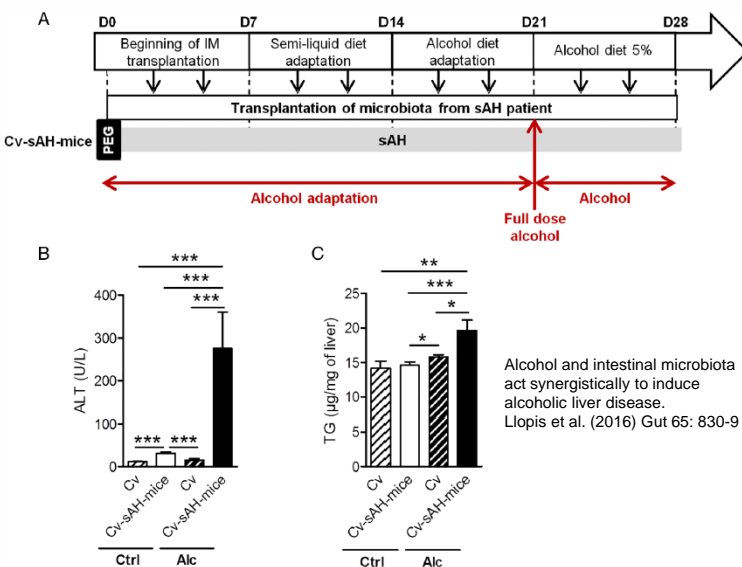 A
D0 D7 D14 D21 D28
Beginning of IM
transplantation
Semi-liquid diet
adaptation
Alcohol diet
adaptation
Alcohol diet 5%
Transplantation of microbiota from sAH patient
Cv-sAH-mice
PEG
sAH
Alcohol adaptation
Alcohol
Full dose
alcohol
B
***
***
***
*** ***
ALT (U/L)
400
300
200
100
0
Cv
Cv-sAH-mice
Cv
Cv-sAH-mice
Ctrl Alc
C
**
***
*
*
TG (µg/mg of liver)
25
20
15
10
5
0
Cv
Cv-sAH-mice
Cv
Cv-sAH-mice
Ctrl Alc
Alcohol and intestinal microbiota
act synergistically to induce
alcoholic liver disease.
Llopis et al. (2016) Gut 65: 830-9